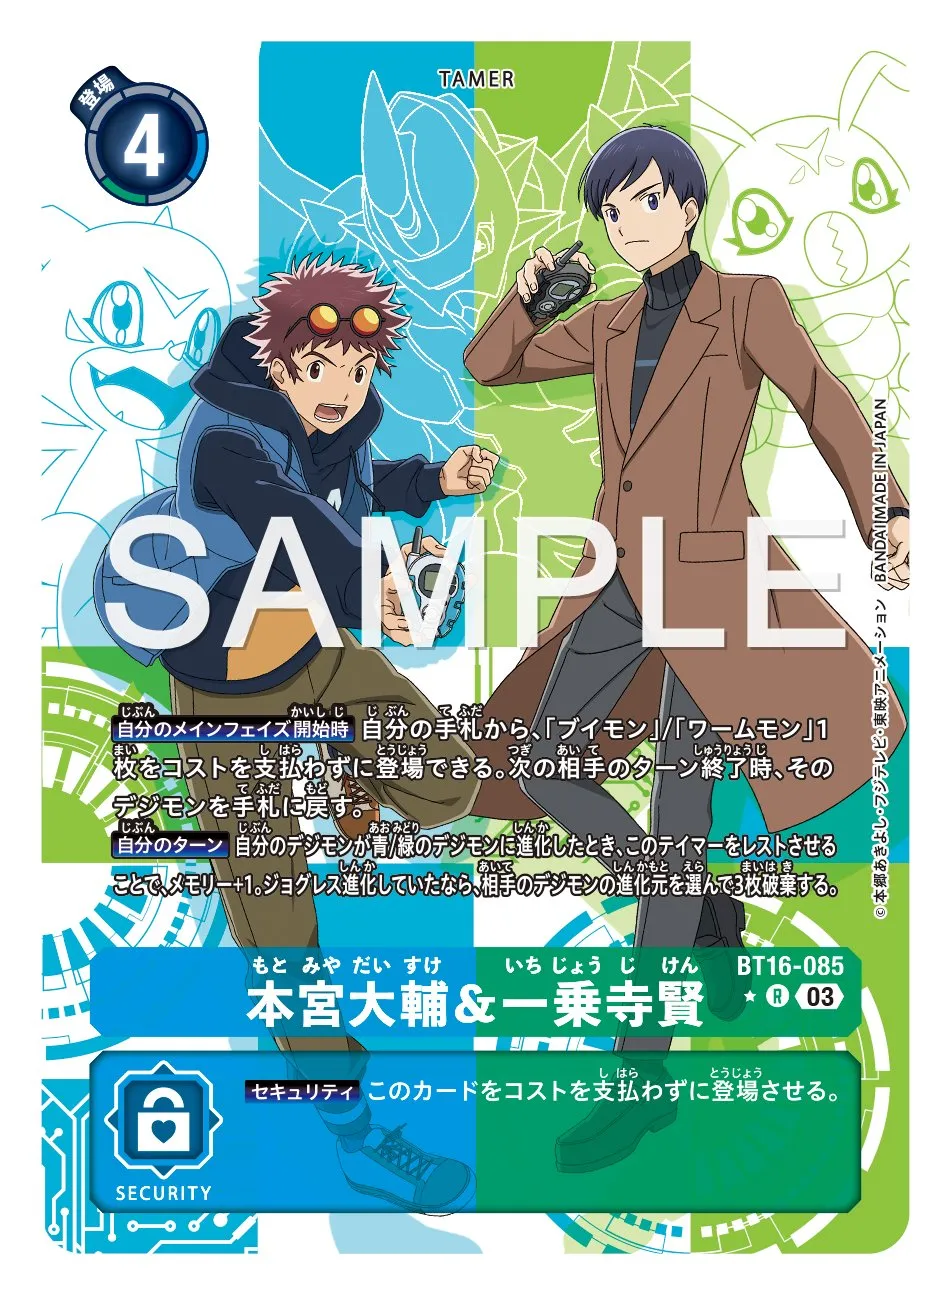 TAMER
登場
4
SAMPLE
自分のメインフェイズ開始時 自分の手札から、「ブイモン」/「ワームモン」1
枚をコストを支払わずに登場できる。次の相手のターン終了時、その
デジモンを手札に戻す。
自分のターン 自分のデジモンが青/緑のデジモンに進化したとき、このテイマーをレストさせる
ことで、メモリー+1。ジョグレス進化していたなら、相手のデジモンの進化元を選んで3枚破棄する。
©本郷あきよし・フジテレビ・東映アニメーション BANDAI MADE IN JAPAN
もと みや だい すけ いち じょう じ けん
本宮大輔&一乗寺賢
BT16-085
R 03
セキュリティ このカードをコストを支払わずに登場させる。
SECURITY